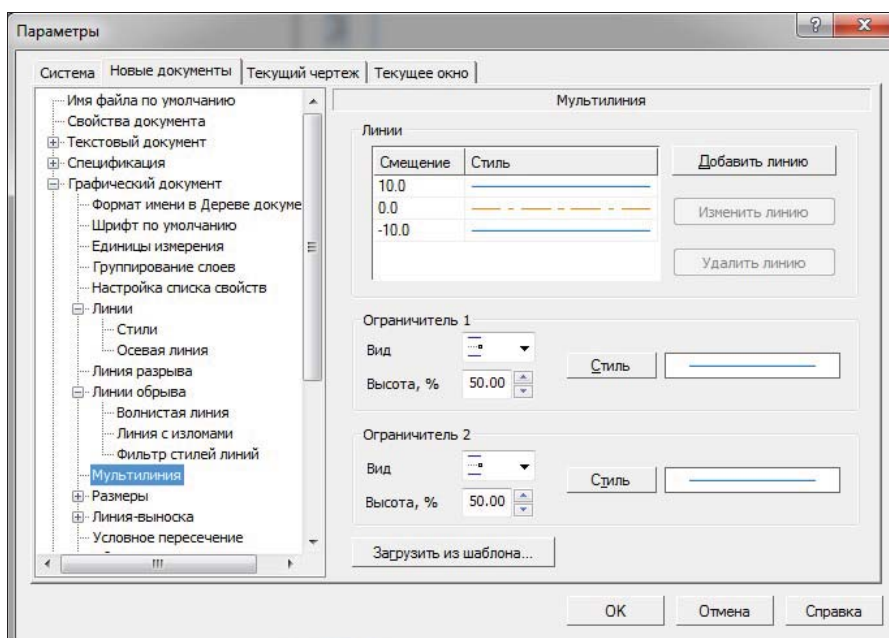 Параметры
Система
Новые документы
Текущий чертеж
Текущее окно
Имя файла по умолчанию
Свойства документа
Текстовый документ
Спецификация
Графический документ
Формат имени в Дереве докуме
Шрифт по умолчанию
Единицы измерения
Группирование слоев
Настройка списка свойств
Линии
Стили
Осевая линия
Линия разрыва
Линии обрыва
Волнистая линия
Линия с изломами
Фильтр стилей линий
Мультилиния
Размеры
Линия-выноска
Условное пересечение
Мультилиния
Линии
Смещение Стиль
10.0
0.0
-10.0
Добавить линию
Изменить линию
Удалить линию
Ограничитель 1
Вид
Высота, % 50.00
Стиль
Ограничитель 2
Вид
Высота, % 50.00
Стиль
Загрузить из шаблона...
OK Отмена Справка